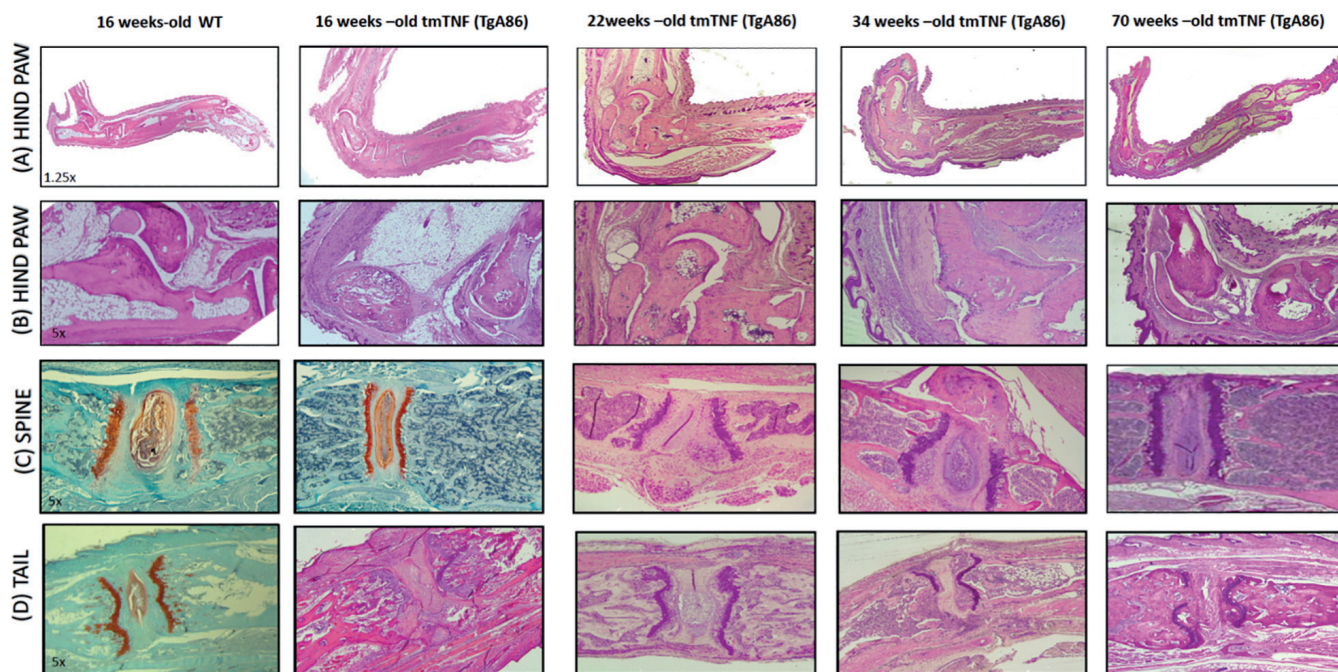 16 weeks-old WT
16 weeks –old tmTNF (TgA86)
22weeks –old tmTNF (TgA86)
34 weeks –old tmTNF (TgA86)
70 weeks –old tmTNF (TgA86)
(A) HIND PAW
1.25x
(B) HIND PAW
5x
(C) SPINE
5x
(D) TAIL
5x